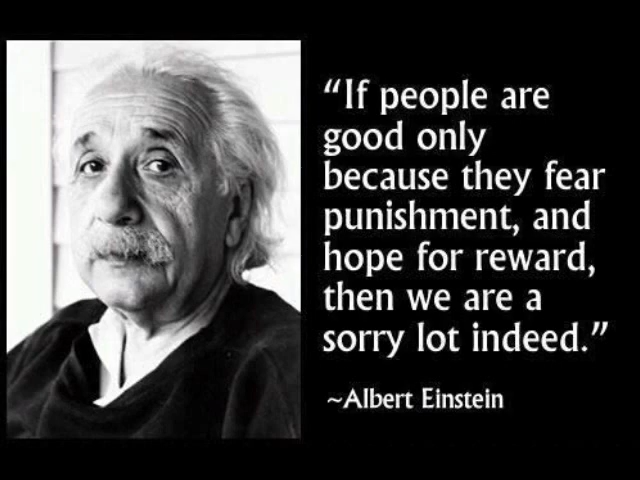 “If people are
good only
because they fear
punishment, and
hope for reward,
then we are a
sorry lot indeed.”
~Albert Einstein